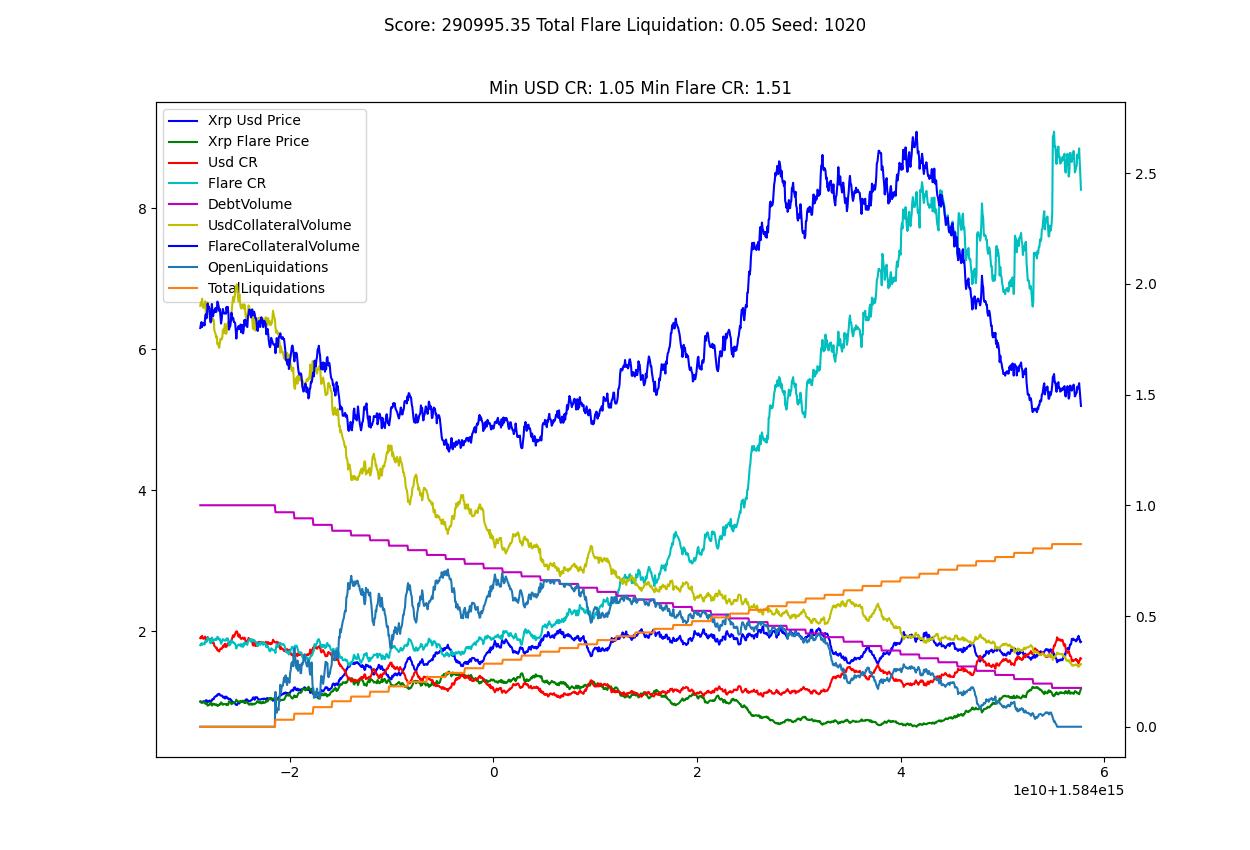 Score: 290995.35 Total Flare Liquidation: 0.05 Seed: 1020
Min USD CR: 1.05 Min Flare CR: 1.51
Xrp Usd Price
Xrp Flare Price
Usd CR
Flare CR
DebtVolume
UsdCollateralVolume
FlareCollateralVolume
OpenLiquidations
TotalLiquidations
8
6
4
2
2.5
2.0
1.5
1.0
0.5
0.0
−2 0 2 4 6
1e10+1.584e15